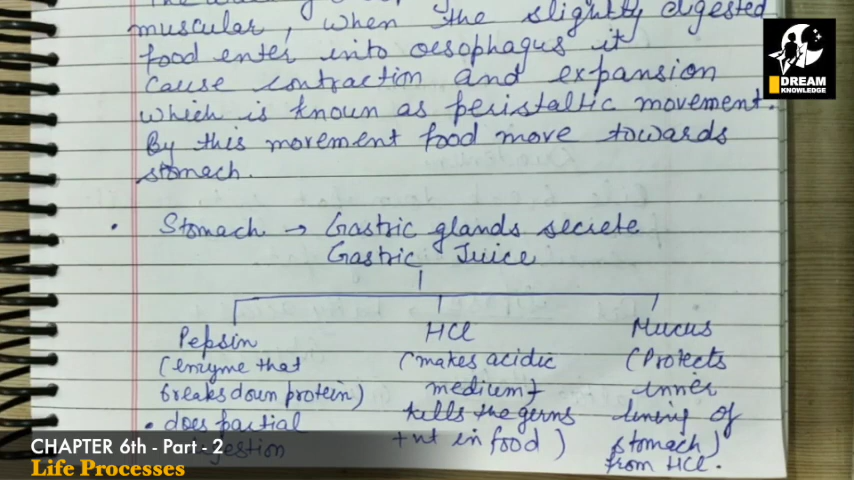 muscular, when the slightly digested
food enter into oesophagus it
cause contraction and expansion
which is known as peristaltic movement.
By this movement food move towards
stomach.
• Stomach → Gastric glands secrete
Gastric Juice
Pepsin HCl Mucus
(enzyme that (makes acidic (Protects
breaks down protein) medium + inner
• does partial kills the germs lining of
+nt in food) stomach)
from HCl.
DREAM
KNOWLEDGE
CHAPTER 6th - Part - 2
Life Processes